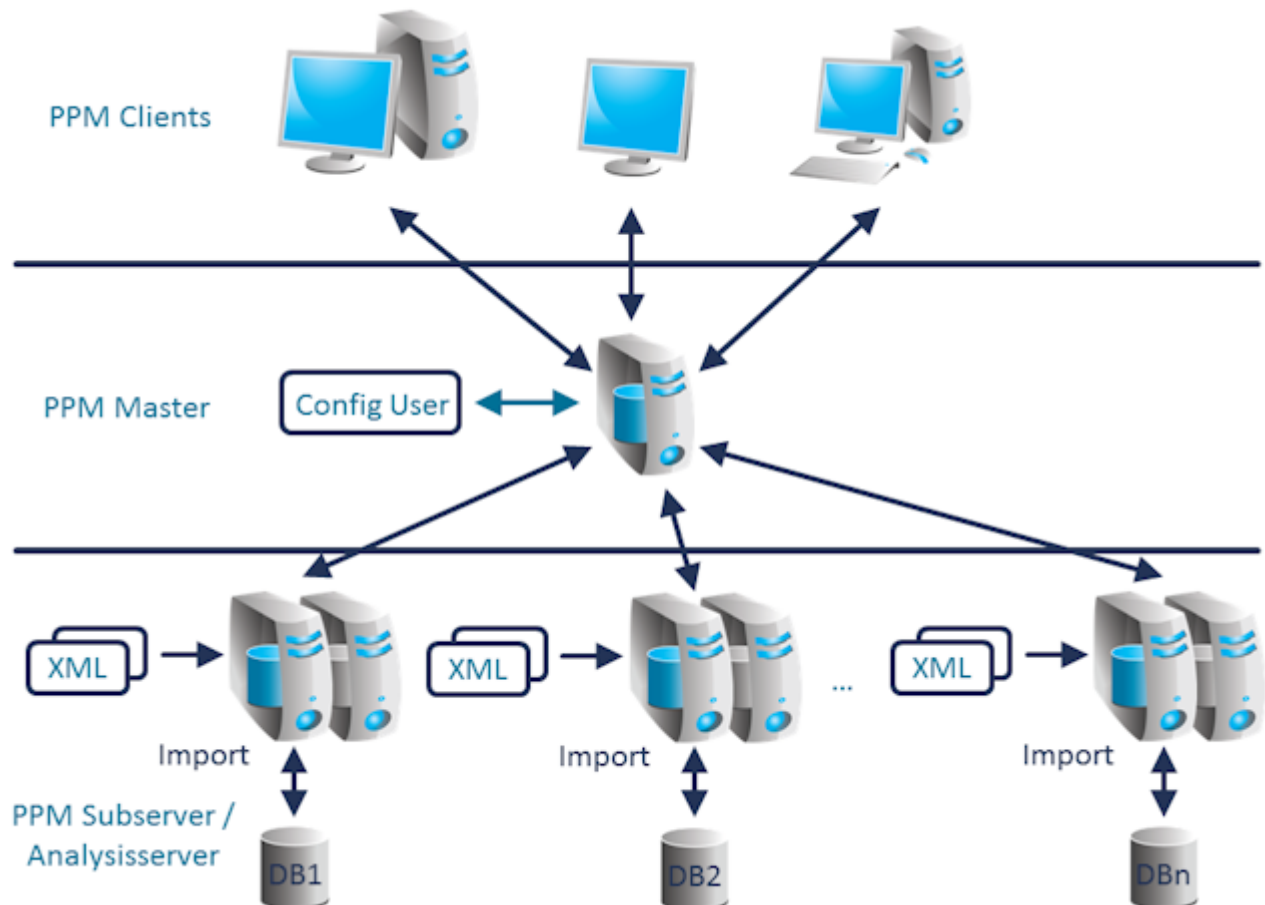 PPM Clients
PPM Master
Config User
XML
XML
...
XML
Import
Import
Import
PPM Subserver /
Analysisserver
DB1
DB2
DBn